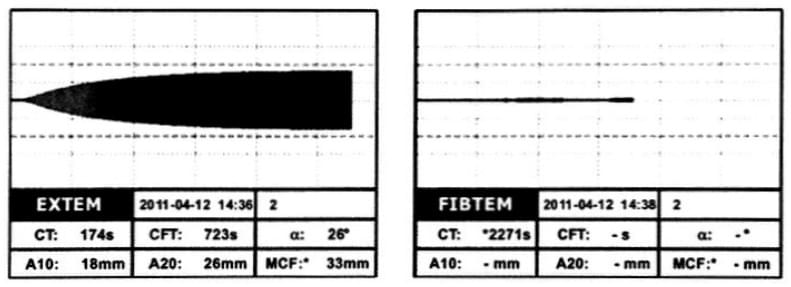 EXTEM 2011-04-12 14:36 2
CT: 174s CFT: 723s α: 26°
A10: 18mm A20: 26mm MCF:* 33mm
FIBTEM 2011-04-12 14:38 2
CT: *2271s CFT: - s α: -°
A10: - mm A20: - mm MCF:* - mm